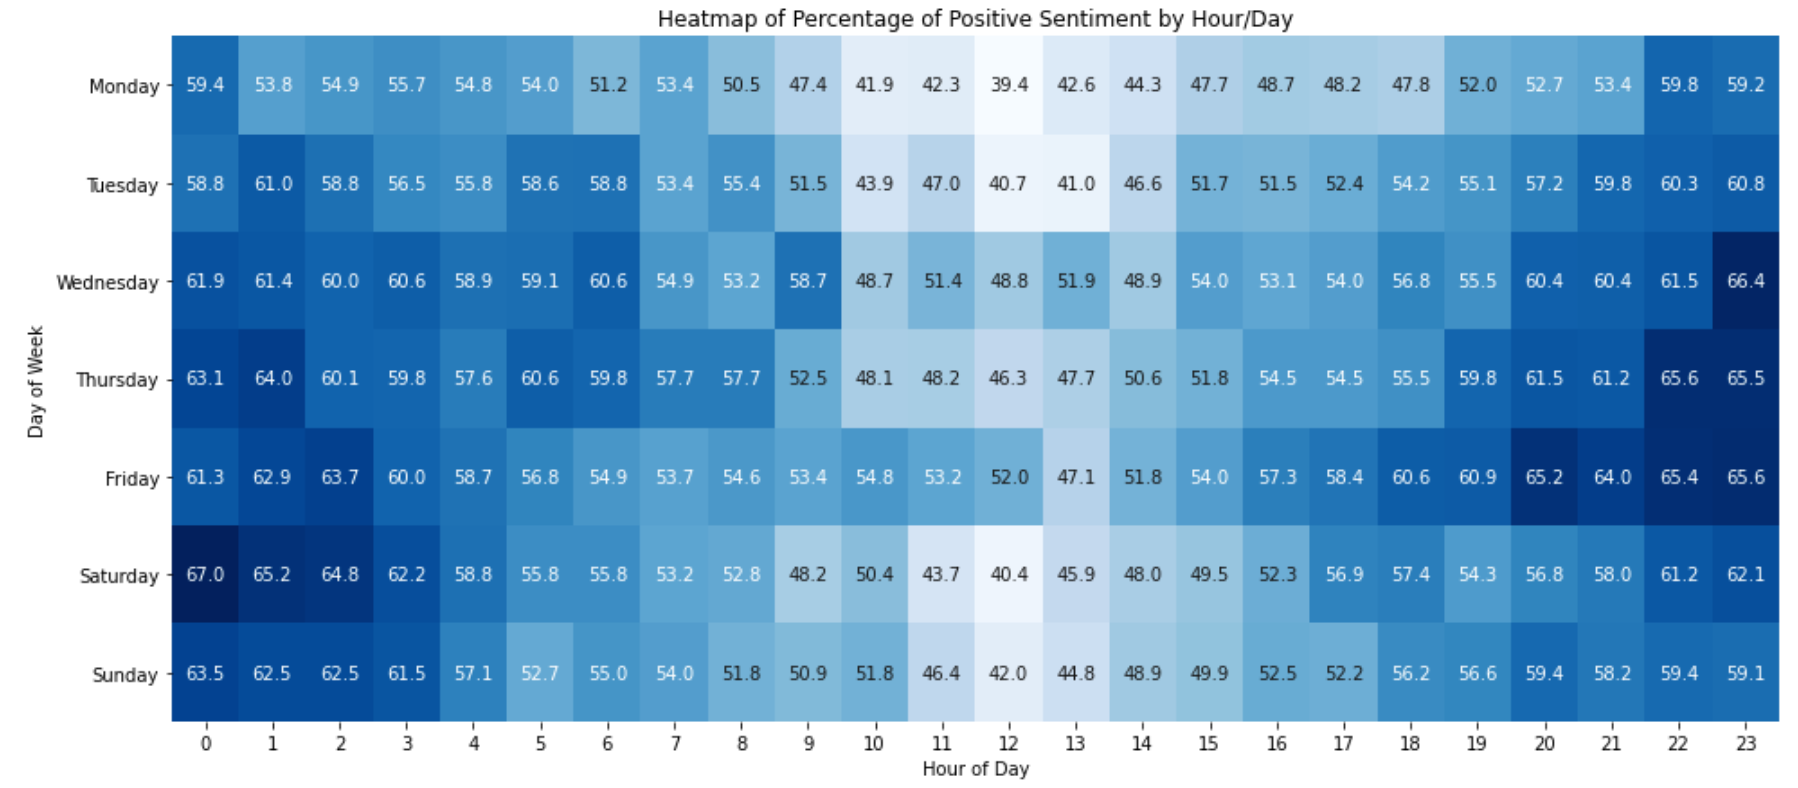 Heatmap of Percentage of Positive Sentiment by Hour/Day
Monday 59.4 53.8 54.9 55.7 54.8 54.0 51.2 53.4 50.5 47.4 41.9 42.3 39.4 42.6 44.3 47.7 48.7 48.2 47.8 52.0 52.7 53.4 59.8 59.2
Tuesday 58.8 61.0 58.8 56.5 55.8 58.6 58.8 53.4 55.4 51.5 43.9 47.0 40.7 41.0 46.6 51.7 51.5 52.4 54.2 55.1 57.2 59.8 60.3 60.8
Wednesday 61.9 61.4 60.0 60.6 58.9 59.1 60.6 54.9 53.2 58.7 48.7 51.4 48.8 51.9 48.9 54.0 53.1 54.0 56.8 55.5 60.4 60.4 61.5 66.4
Thursday 63.1 64.0 60.1 59.8 57.6 60.6 59.8 57.7 57.7 52.5 48.1 48.2 46.3 47.7 50.6 51.8 54.5 54.5 55.5 59.8 61.5 61.2 65.6 65.5
Friday 61.3 62.9 63.7 60.0 58.7 56.8 54.9 53.7 54.6 53.4 54.8 53.2 52.0 47.1 51.8 54.0 57.3 58.4 60.6 60.9 65.2 64.0 65.4 65.6
Saturday 67.0 65.2 64.8 62.2 58.8 55.8 55.8 53.2 52.8 48.2 50.4 43.7 40.4 45.9 48.0 49.5 52.3 56.9 57.4 54.3 56.8 58.0 61.2 62.1
Sunday 63.5 62.5 62.5 61.5 57.1 52.7 55.0 54.0 51.8 50.9 51.8 46.4 42.0 44.8 48.9 49.9 52.5 52.2 56.2 56.6 59.4 58.2 59.4 59.1
Day of Week
0 1 2 3 4 5 6 7 8 9 10 11 12 13 14 15 16 17 18 19 20 21 22 23
Hour of Day